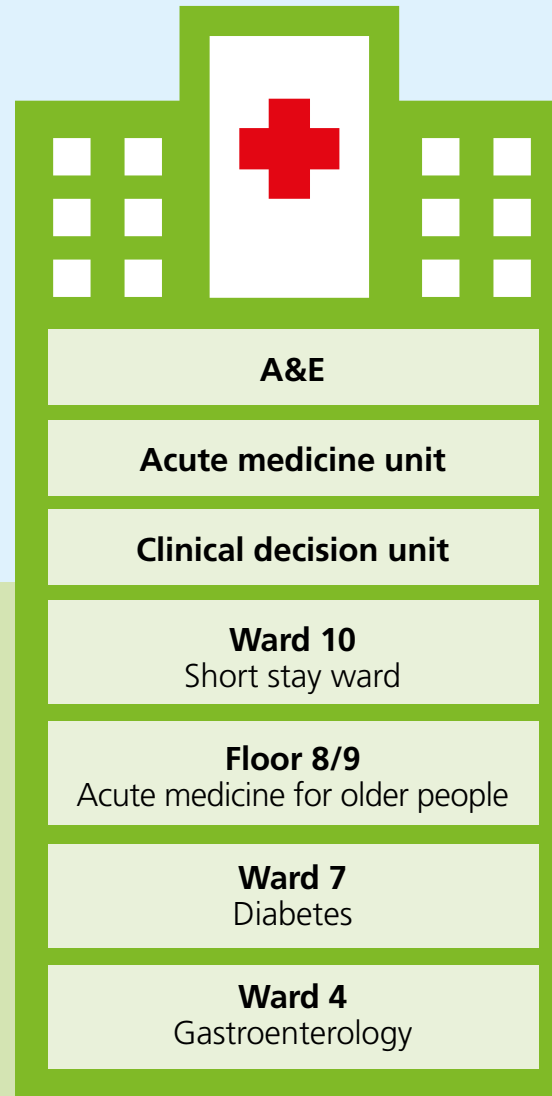 A&E
Acute medicine unit
Clinical decision unit
Ward 10
Short stay ward
Floor 8/9
Acute medicine for older people
Ward 7
Diabetes
Ward 4
Gastroenterology